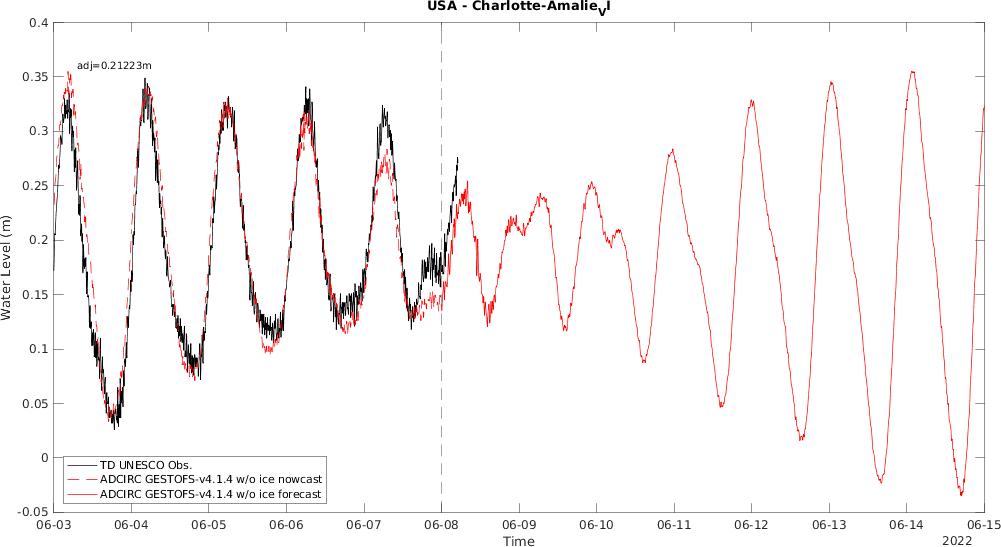 USA - Charlotte-Amalie_VI
0.4
adj=0.21223m
0.35
0.3
0.25
0.2
0.15
0.1
0.05
0
-0.05
Water Level (m)
TD UNESCO Obs.
ADCIRC GESTOFS-v4.1.4 w/o ice nowcast
ADCIRC GESTOFS-v4.1.4 w/o ice forecast
06-03 06-04 06-05 06-06 06-07 06-08 06-09 06-10 06-11 06-12 06-13 06-14 06-15
Time
2022